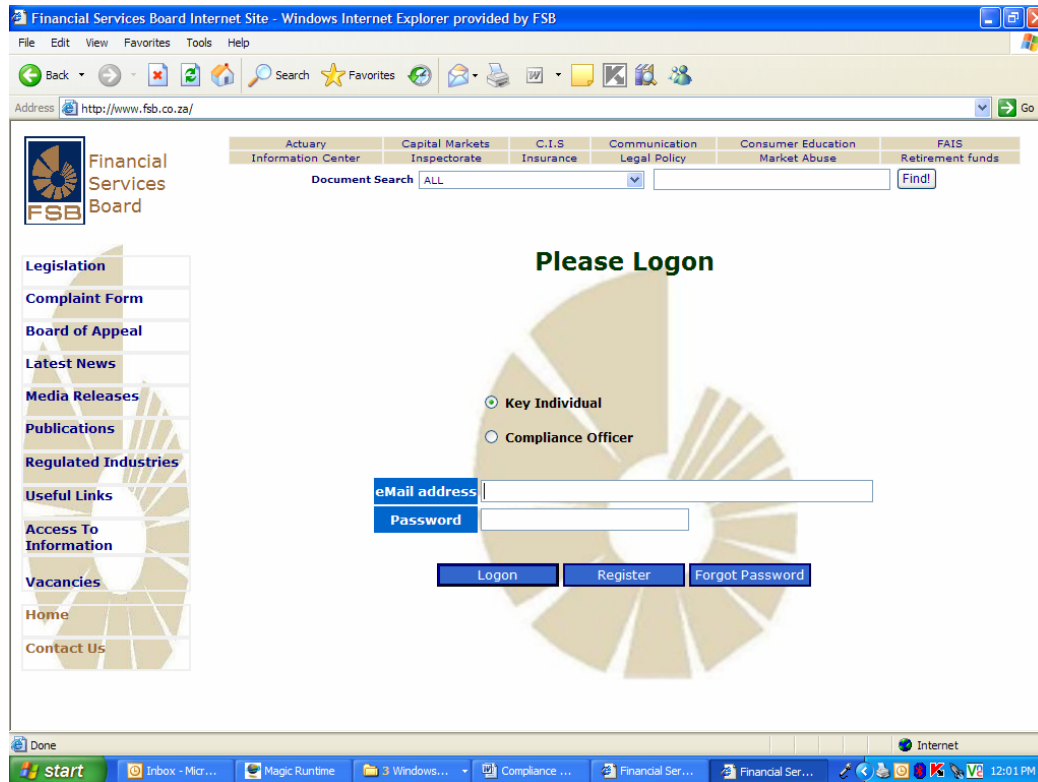 Financial Services Board Internet Site - Windows Internet Explorer provided by FSB
File Edit View Favorites Tools Help
Back Search Favorites
Address http://www.fsb.co.za/ Go
Actuary Capital Markets C.I.S Communication Consumer Education FAIS
Information Center Inspectorate Insurance Legal Policy Market Abuse Retirement funds
Document Search ALL Find!
Financial
Services
Board
FSB
Please Logon
Legislation
Complaint Form
Board of Appeal
Latest News
Media Releases
Publications
Regulated Industries
Useful Links
Access To
Information
Vacancies
Home
Contact Us
Key Individual
Compliance Officer
eMail address
Password
Logon Register Forgot Password
Done Internet
start Inbox - Micr... Magic Runtime 3 Windows... Compliance ... Financial Ser... Financial Ser... 12:01 PM